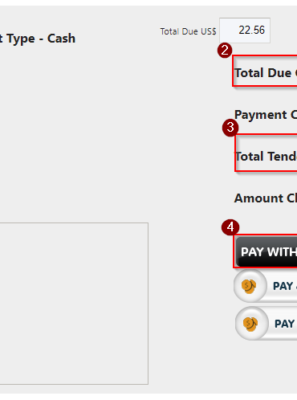 t Type - Cash
Total Due US$ 22.56
2
Total Due
3
Payment
Total Tend
Amount
4
PAY WITH
PAY
PAY